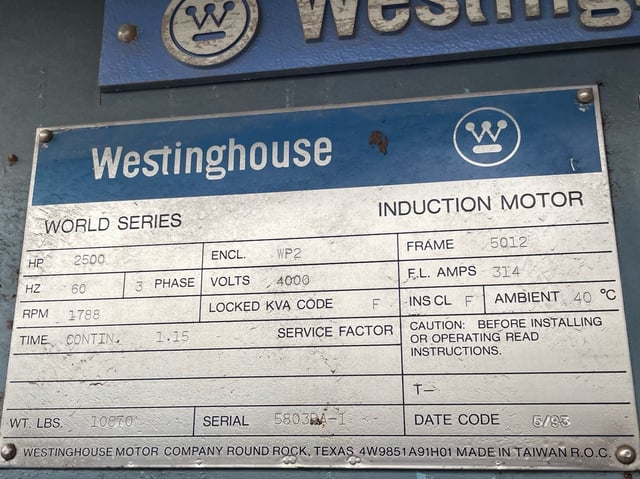 Westing
Westinghouse
WORLD SERIES INDUCTION MOTOR
HP 2500 ENCL. WP2 FRAME 5012
HZ 60 3 PHASE VOLTS 4000 F.L. AMPS 314
RPM 1788 LOCKED KVA CODE F INS CL F AMBIENT 40 °C
TIME CONTIN. 1.15 SERVICE FACTOR CAUTION: BEFORE INSTALLING
OR OPERATING READ
INSTRUCTIONS.
T—
WT. LBS. 10970 SERIAL DATE CODE 5/93
WESTINGHOUSE MOTOR COMPANY ROUND ROCK, TEXAS 4W9851A91H01 MADE IN TAIWAN R.O.C.